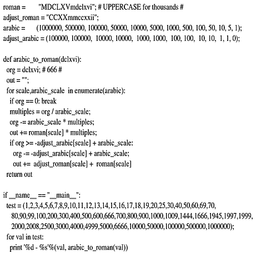 roman = "MDCLXVmdclvi"; # UPPERCASE for thousands #
adjust_roman = "CCXXmmccxxii";
arabic = (1000000, 500000, 100000, 50000, 10000, 5000, 1000, 500, 100, 50, 10, 5, 1);
adjust_arabic = (100000, 100000, 10000, 10000, 1000, 1000, 100, 100, 10, 10, 1, 1, 0);
def arabic_to_roman(dclxvi):
org = dclxvi; # 666 #
out = "";
for scale,arabic_scale in enumerate(arabic):
if org == 0: break
multiples = org / arabic_scale;
org -= arabic_scale * multiples;
out += roman[scale] * multiples;
if org >= -adjust_arabic[scale] + arabic_scale:
org -= -adjust_arabic[scale] + arabic_scale;
out += adjust_roman[scale] + roman[scale]
return out
if __name__ == "__main__":
test = (1,2,3,4,5,6,7,8,9,10,11,12,13,14,15,16,17,18,19,20,25,30,40,50,60,69,70,
80,90,99,100,200,300,400,500,600,666,700,800,900,1000,1009,1444,1666,1945,1997,1999,
2000,2008,2500,3000,4000,4999,5000,6666,10000,50000,100000,500000,1000000);
for val in test:
print '%d - %s'%(val, arabic_to_roman(val))